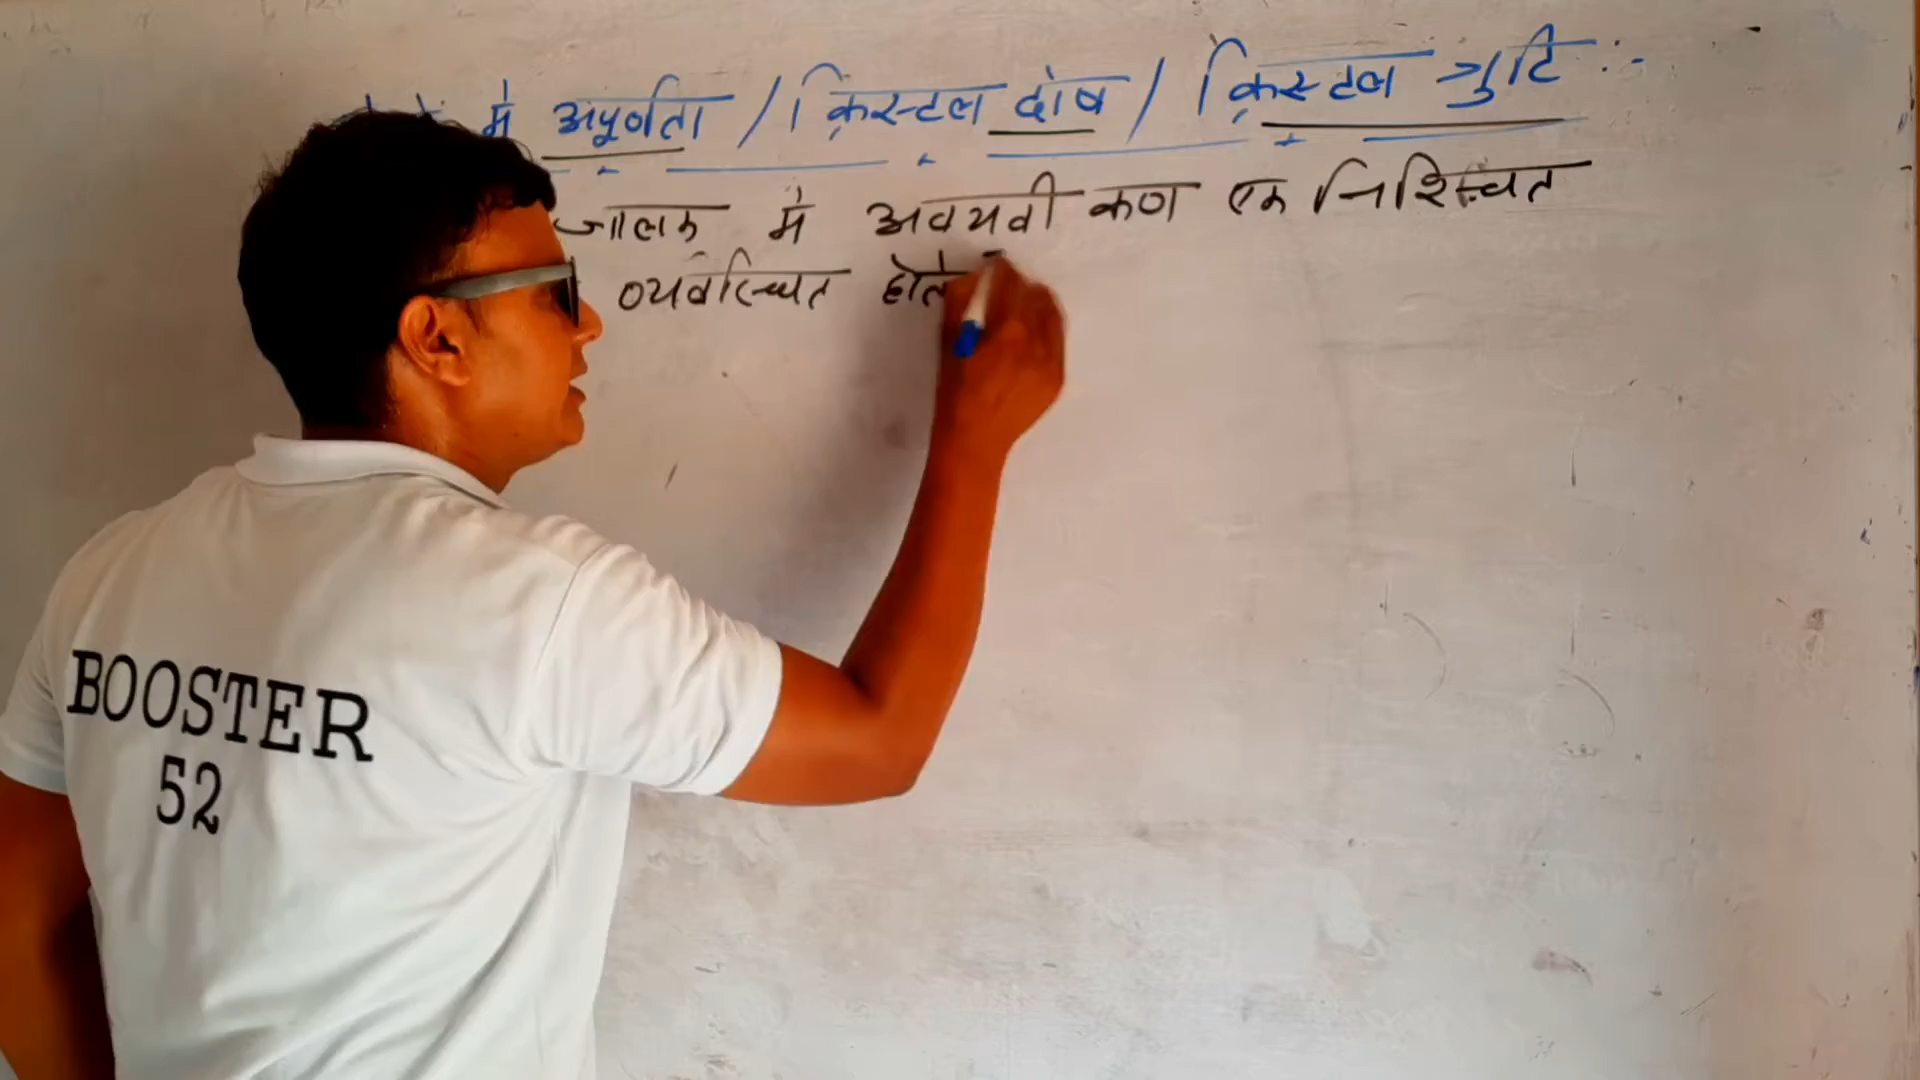 में अपूर्णता / क्रिस्टल दोष / क्रिस्टल त्रुटि :-
जालक में अवयवी कण एक निश्चित
व्यवस्थित होते
BOOSTER
52